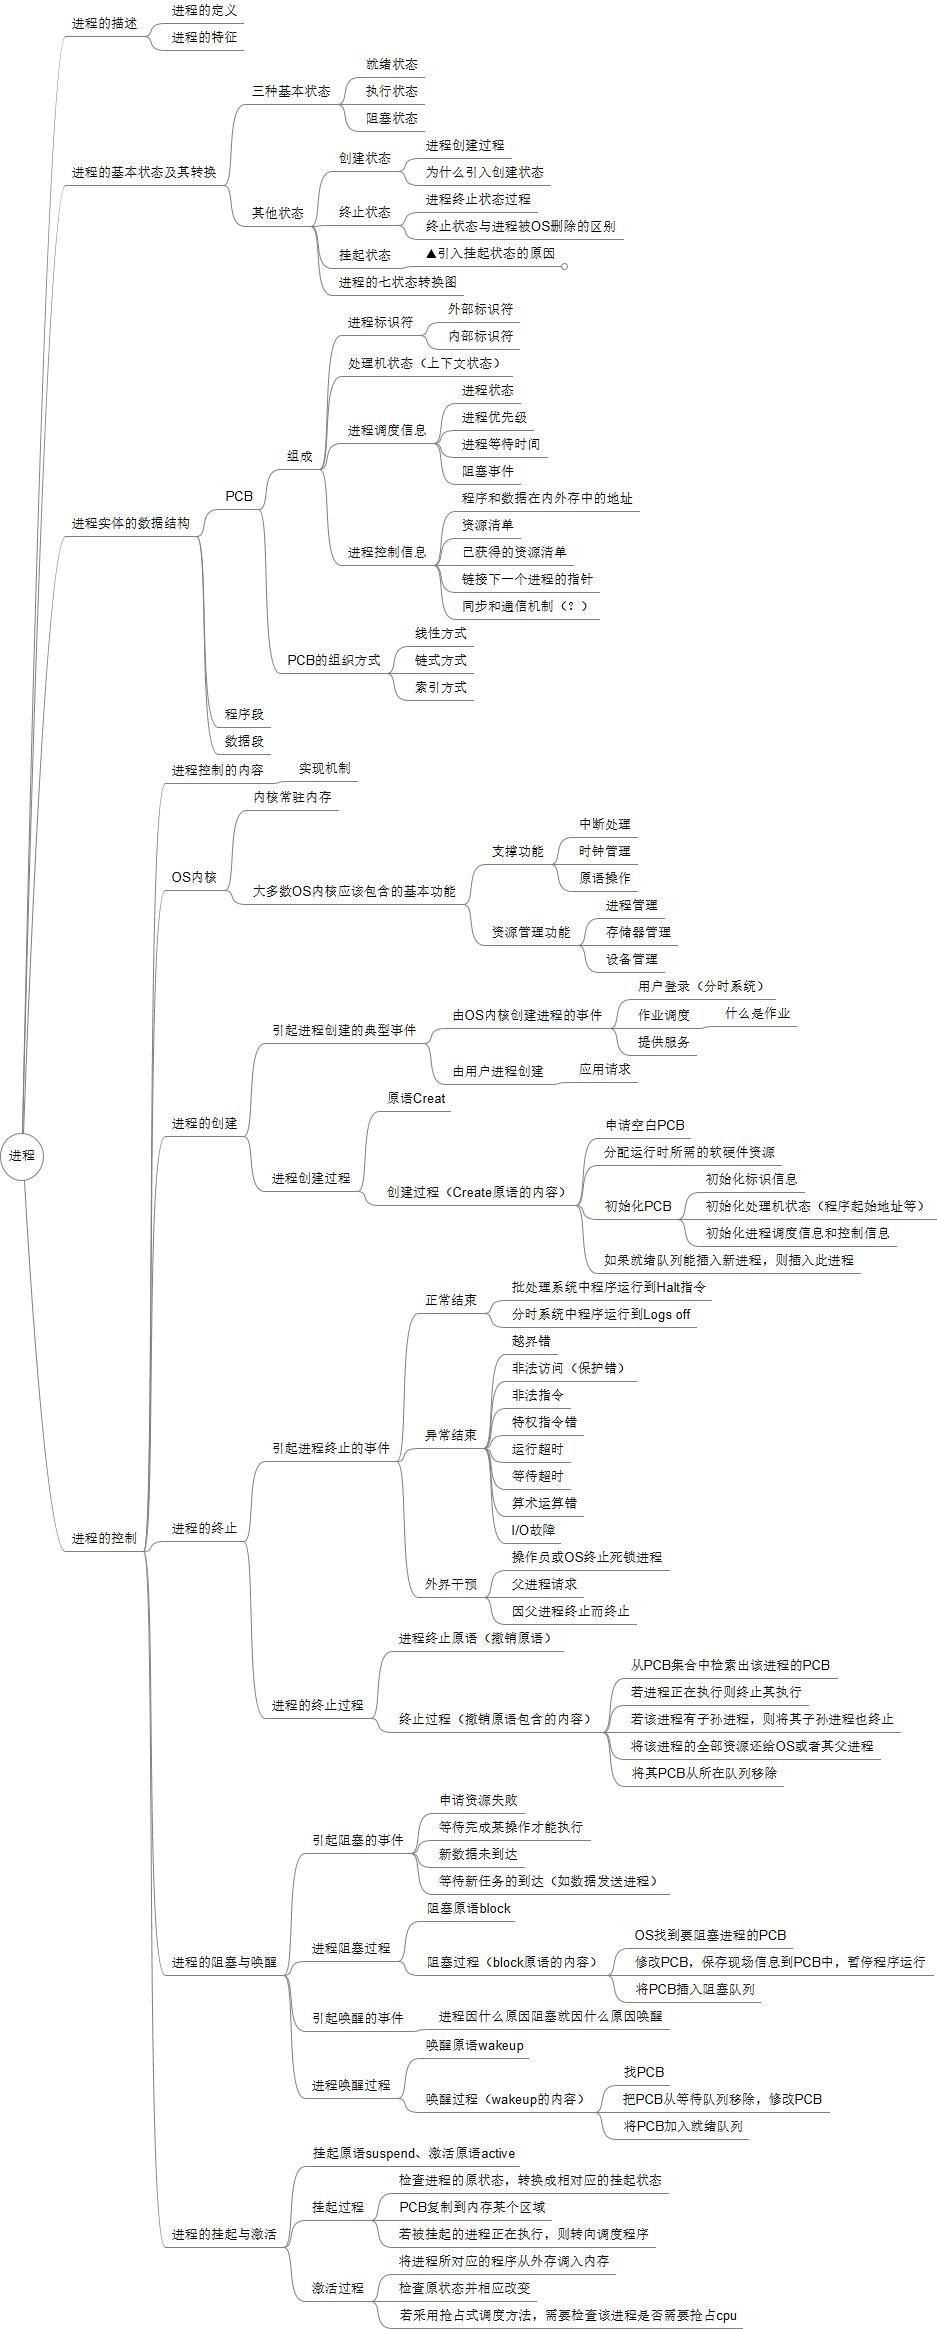 进程的描述
进程的定义
进程的特征
进程的基本状态及其转换
三种基本状态
就绪状态
执行状态
阻塞状态
其他状态
创建状态
进程创建过程
为什么引入创建状态
终止状态
进程终止状态过程
终止状态与进程被OS删除的区别
挂起状态
▲引入挂起状态的原因
进程的七状态转换图
进程实体的数据结构
PCB
组成
进程标识符
外部标识符
内部标识符
处理机状态（上下文状态）
进程调度信息
进程状态
进程优先级
进程等待时间
阻塞事件
进程控制信息
程序和数据在内外存中的地址
资源清单
已获得的资源清单
链接下一个进程的指针
同步和通信机制（？）
PCB的组织方式
线性方式
链式方式
索引方式
程序段
数据段
进程
进程的控制
进程控制的内容
实现机制
OS内核
内核常驻内存
大多数OS内核应该包含的基本功能
支撑功能
中断处理
时钟管理
原语操作
资源管理功能
进程管理
存储器管理
设备管理
进程的创建
引起进程创建的典型事件
由OS内核创建进程的事件
用户登录（分时系统）
作业调度
什么是作业
提供服务
由用户进程创建
应用请求
进程创建过程
原语Creat
创建过程（Create原语的内容）
申请空白PCB
分配运行时所需的软硬件资源
初始化PCB
初始化标识信息
初始化处理机状态（程序起始地址等）
初始化进程调度信息和控制信息
如果就绪队列能插入新进程，则插入此进程
进程的终止
引起进程终止的事件
正常结束
批处理系统中程序运行到Halt指令
分时系统中程序运行到Logs off
异常结束
越界错
非法访问（保护错）
非法指令
特权指令错
运行超时
等待超时
算术运算错
I/O故障
外界干预
操作员或OS终止死锁进程
父进程请求
因父进程终止而终止
进程的终止过程
进程终止原语（撤销原语）
终止过程（撤销原语包含的内容）
从PCB集合中检索出该进程的PCB
若进程正在执行则终止其执行
若该进程有子孙进程，则将其子孙进程也终止
将该进程的全部资源还给OS或者其父进程
将其PCB从所在队列移除
进程的阻塞与唤醒
引起阻塞的事件
申请资源失败
等待完成某操作才能执行
新数据未到达
等待新任务的到达（如数据发送进程）
进程阻塞过程
阻塞原语block
阻塞过程（block原语的内容）
OS找到要阻塞进程的PCB
修改PCB，保存现场信息到PCB中，暂停程序运行
将PCB插入阻塞队列
引起唤醒的事件
进程因什么原因阻塞就因什么原因唤醒
进程唤醒过程
唤醒原语wakeup
唤醒过程（wakeup的内容）
找PCB
把PCB从等待队列移除，修改PCB
将PCB加入就绪队列
进程的挂起与激活
挂起原语suspend、激活原语active
挂起过程
检查进程的原状态，转换成相对应的挂起状态
PCB复制到内存某个区域
若被挂起的进程正在执行，则转向调度程序
激活过程
将进程所对应的程序从外存调入内存
检查原状态并相应改变
若采用抢占式调度方法，需要检查该进程是否需要抢占cpu